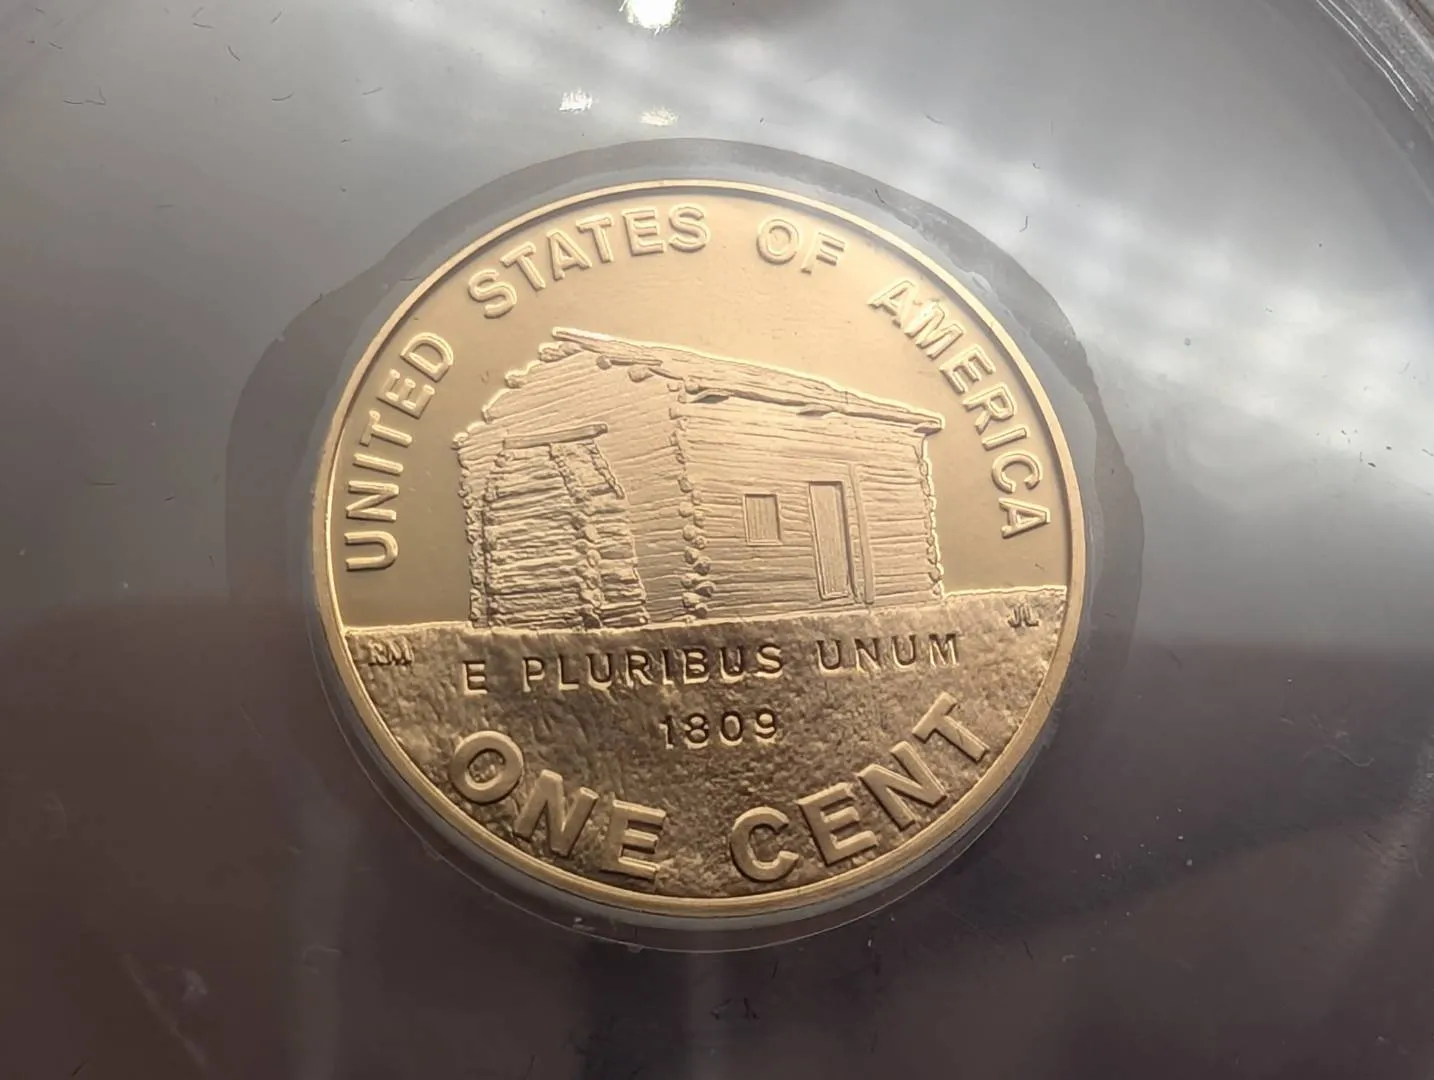 UNITED STATES OF AMERICA
RM
JL
E PLURIBUS UNUM
1809
ONE CENT